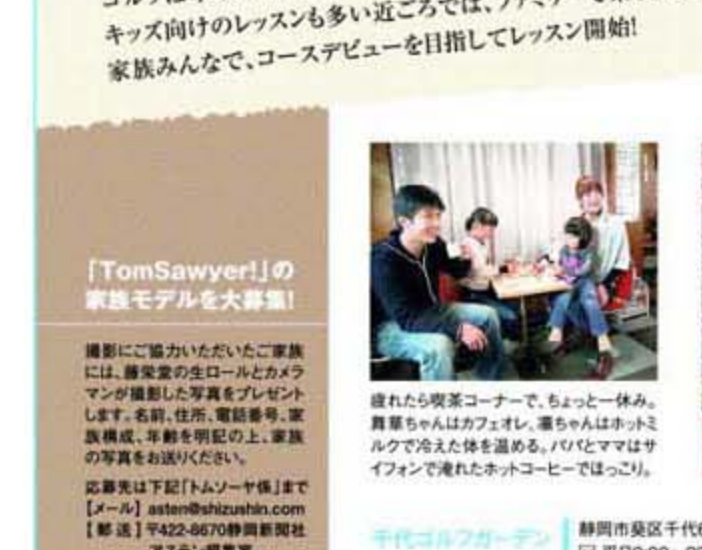 キッズ向けのレッスンも多い近ごろでは、
家族みんなで、コースデビューを目指してレッスン開始!
「TomSawyer!」の
家族モデルを大募集!
撮影にご協力いただいたご家族
には、藤栄堂の生ロールとカメラ
マンが撮影した写真をプレゼント
します。名前、住所、電話番号、家
族構成、年齢を明記の上、家族
の写真をお送りください。
応募先は下記「トムソーヤ係」まで
【メール】asten@shizushin.com
【郵送】〒422-8670静岡新聞社
疲れたら喫茶コーナーで、ちょっと一休み。
舞華ちゃんはカフェオレ、凛ちゃんはホットミ
ルクで冷えた体を温める。パパとママはサ
イフォンで淹れたホットコーヒーでほっこり。
千代ゴルフガーデン
静岡市葵区千代